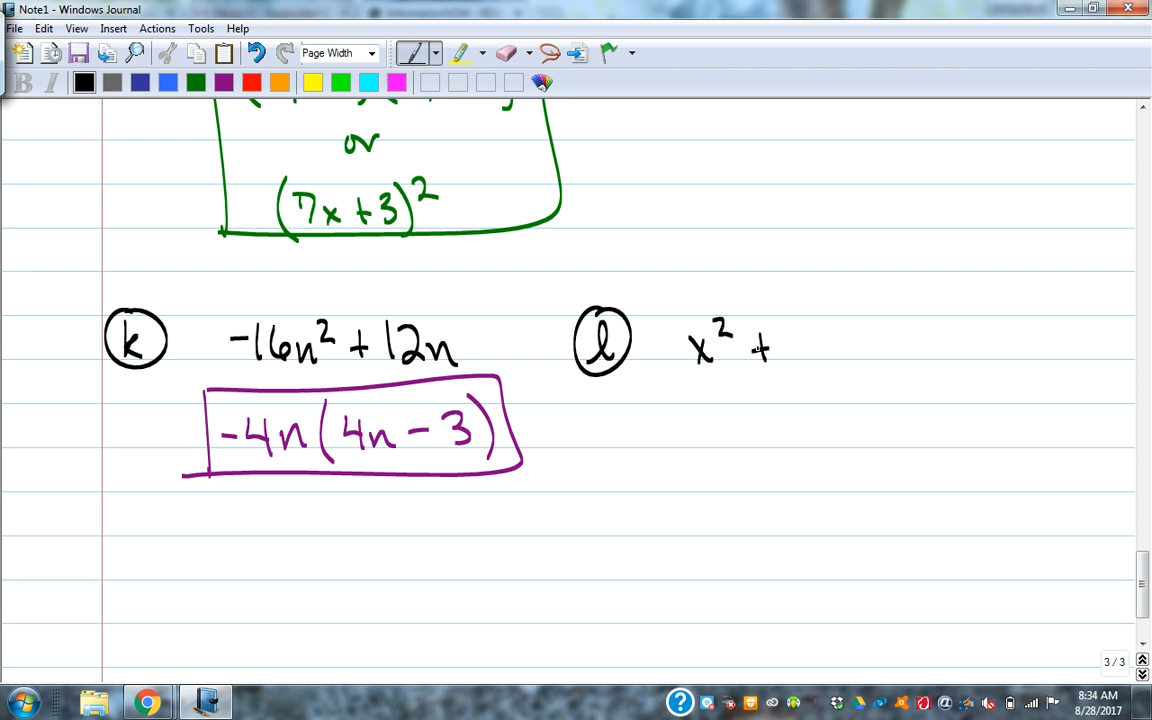 Note1 - Windows Journal
File Edit View Insert Actions Tools Help
Page Width
B I
or
(7x + 3)²
k -16n² + 12n
l x² +
-4n(4n - 3)
3 / 3
8:34 AM
8/28/2017